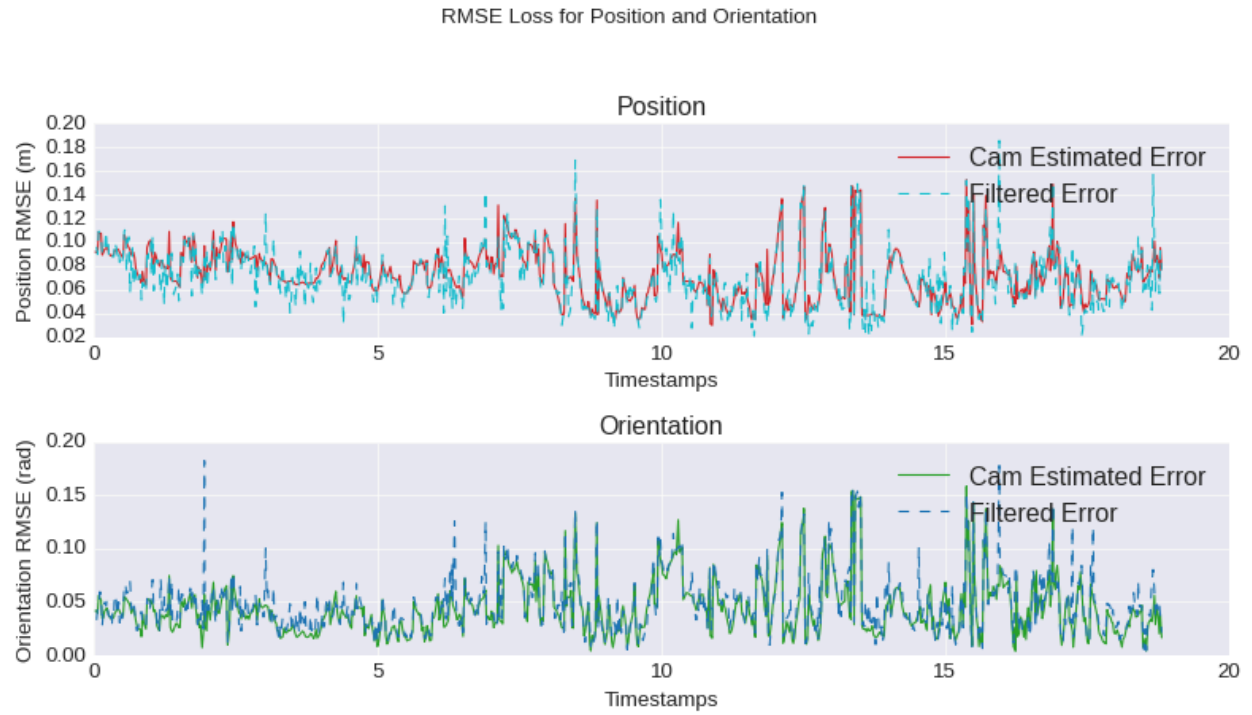 RMSE Loss for Position and Orientation
Position
Position RMSE (m)
0.20
0.18
0.16
0.14
0.12
0.10
0.08
0.06
0.04
0.02
Cam Estimated Error
Filtered Error
0 5 10 15 20
Timestamps
Orientation
Orientation RMSE (rad)
0.20
0.15
0.10
0.05
0.00
Cam Estimated Error
Filtered Error
0 5 10 15 20
Timestamps